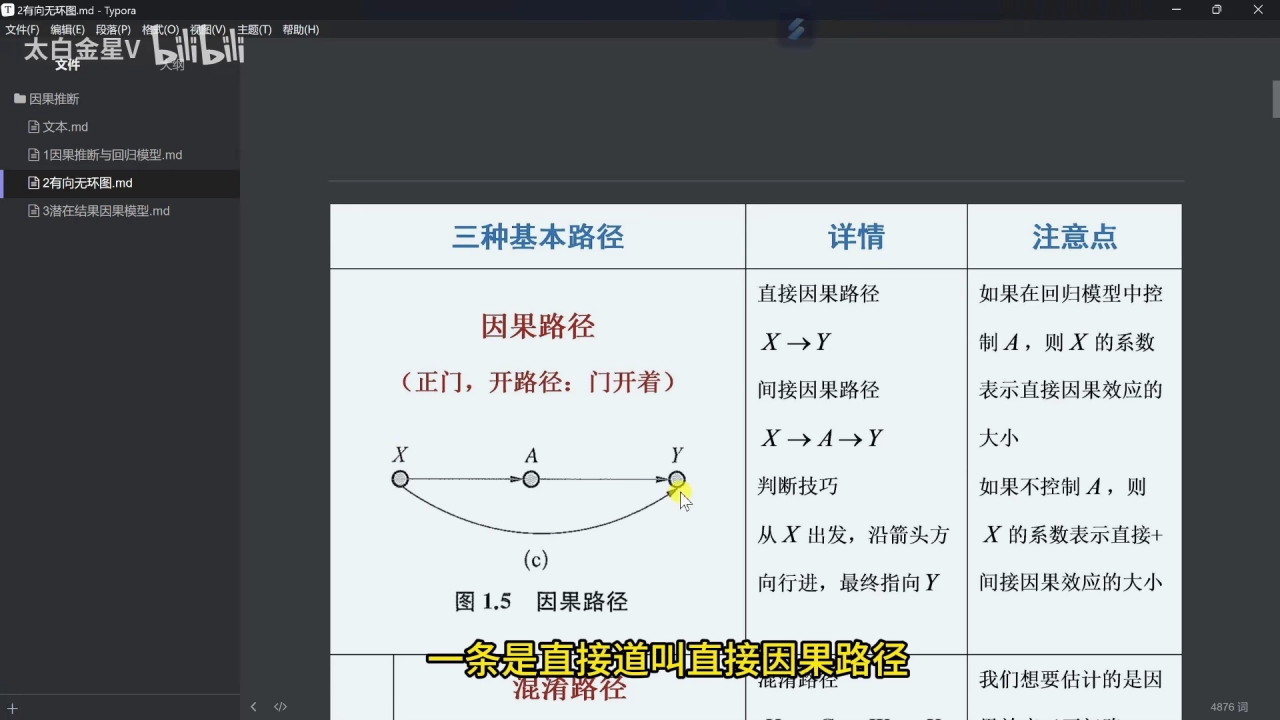 2有向无环图.md - Typora
文件(F) 编辑(E) 段落(P) 格式(O) 视图(V) 主题(T) 帮助(H)
太白金星V bilibili
文件 大纲
因果推断
文本.md
1因果推断与回归模型.md
2有向无环图.md
3潜在结果因果模型.md
三种基本路径 详情 注意点
因果路径
（正门，开路径：门开着）
X A Y
(c)
图 1.5 因果路径
直接因果路径
X → Y
间接因果路径
X → A → Y
判断技巧
从 X 出发，沿箭头方
向行进，最终指向 Y
如果在回归模型中控
制 A，则 X 的系数
表示直接因果效应的
大小
如果不控制 A，则
X 的系数表示直接+
间接因果效应的大小
一条是直接道叫直接因果路径
混淆路径
混淆路径
我们想要估计的是因
4876 词